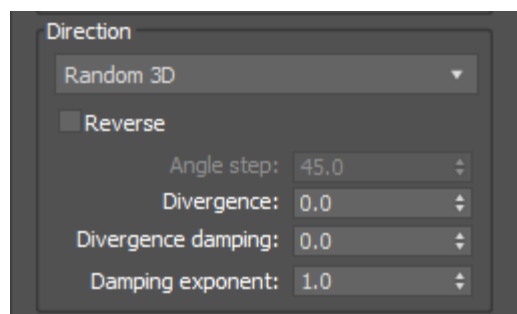 Direction
Random 3D
Reverse
Angle step: 45.0
Divergence: 0.0
Divergence damping: 0.0
Damping exponent: 1.0